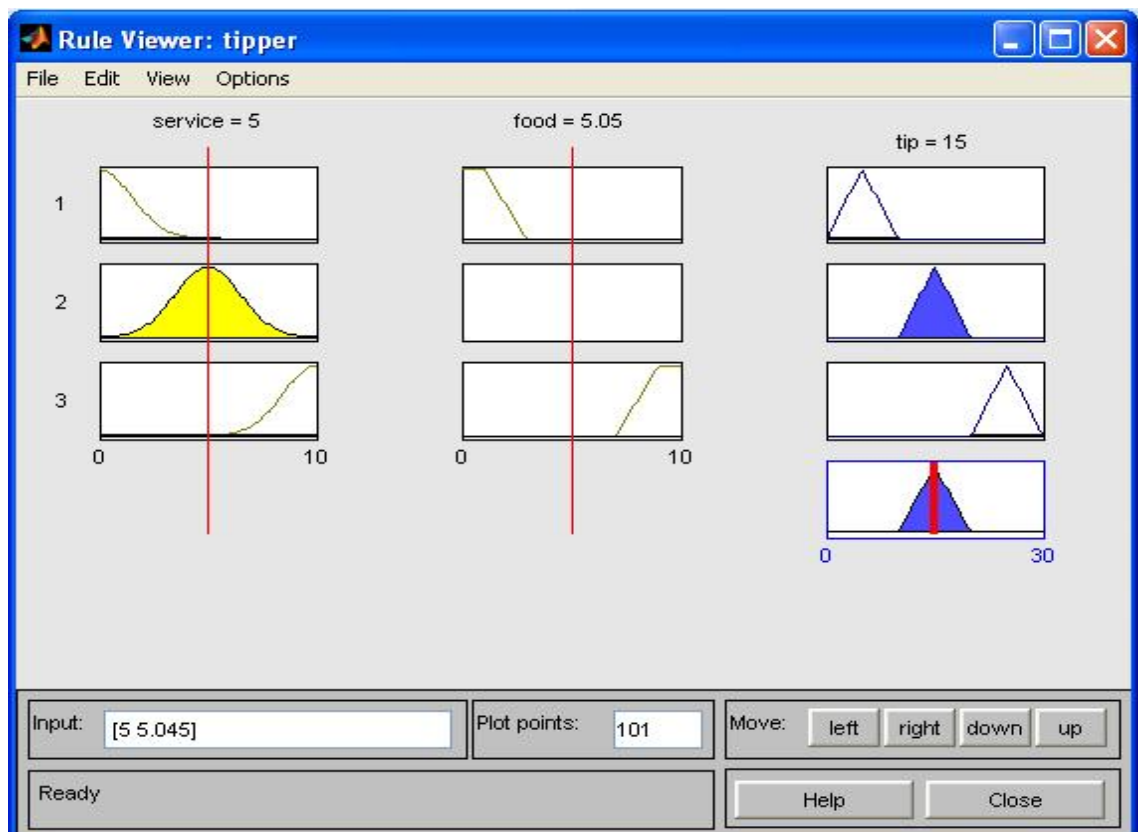 Rule Viewer: tipper
File Edit View Options
service = 5
food = 5.05
tip = 15
1
2
3
0 10
0 10
0 30
Input: [5 5.045]
Plot points: 101
Move: left right down up
Ready
Help Close